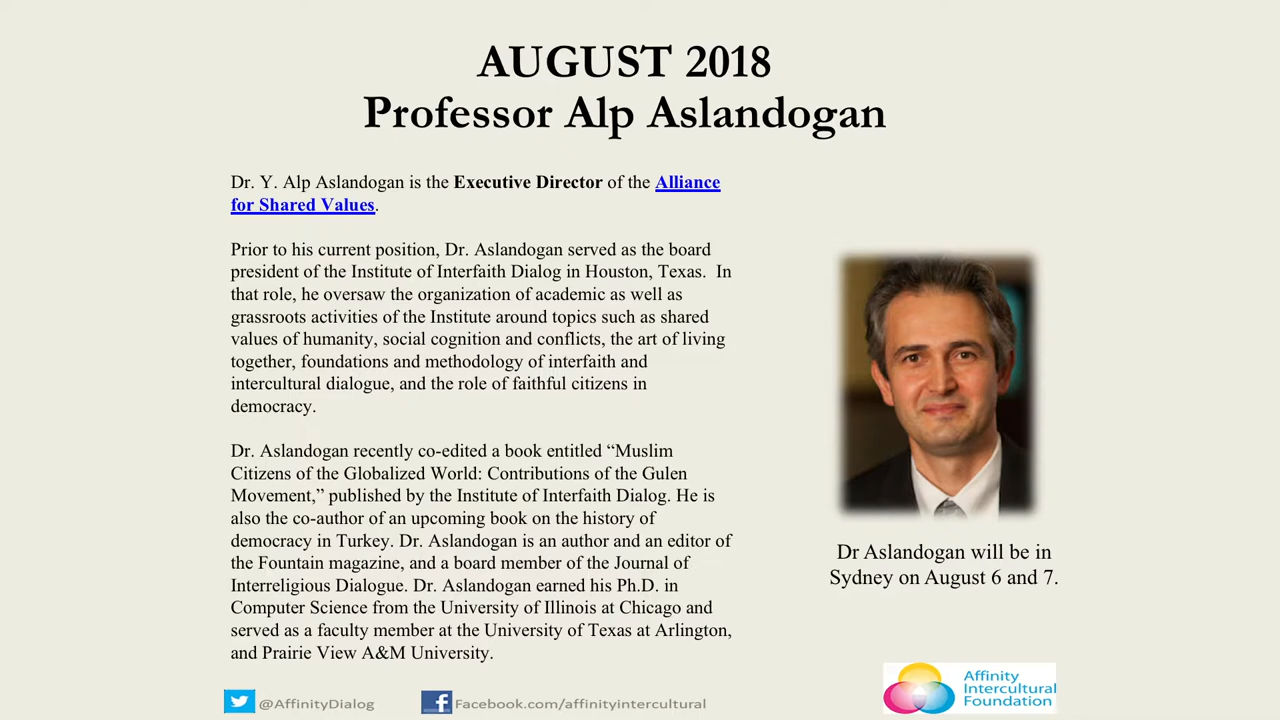 AUGUST 2018
Professor Alp Aslandogan
Dr. Y. Alp Aslandogan is the Executive Director of the Alliance
for Shared Values.
Prior to his current position, Dr. Aslandogan served as the board
president of the Institute of Interfaith Dialog in Houston, Texas.  In
that role, he oversaw the organization of academic as well as
grassroots activities of the Institute around topics such as shared
values of humanity, social cognition and conflicts, the art of living
together, foundations and methodology of interfaith and
intercultural dialogue, and the role of faithful citizens in
democracy.
Dr. Aslandogan recently co-edited a book entitled “Muslim
Citizens of the Globalized World: Contributions of the Gulen
Movement,” published by the Institute of Interfaith Dialog. He is
also the co-author of an upcoming book on the history of
democracy in Turkey. Dr. Aslandogan is an author and an editor of
the Fountain magazine, and a board member of the Journal of
Interreligious Dialogue. Dr. Aslandogan earned his Ph.D. in
Computer Science from the University of Illinois at Chicago and
served as a faculty member at the University of Texas at Arlington,
and Prairie View A&M University.
Dr Aslandogan will be in
Sydney on August 6 and 7.
@AffinityDialog
Facebook.com/affinityintercultural
Affinity
Intercultural
Foundation